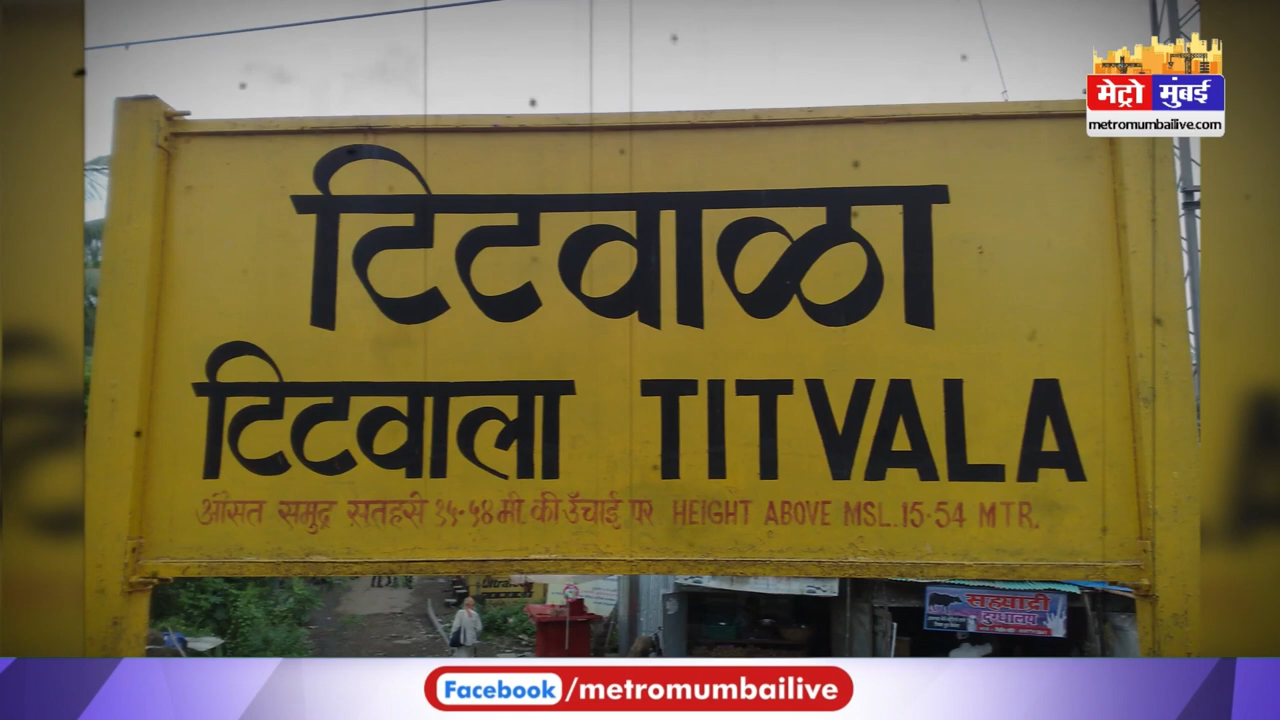 मेट्रो मुंबई
metromumbailive.com
टिटवाळा
टिटवाला TITVALA
औसत समुद्र सतहसे १५.५४ मी. की उँचाई पर HEIGHT ABOVE MSL. 15.54 MTR.
सह्याद्री
दुग्धालय
Facebook /metromumbailive